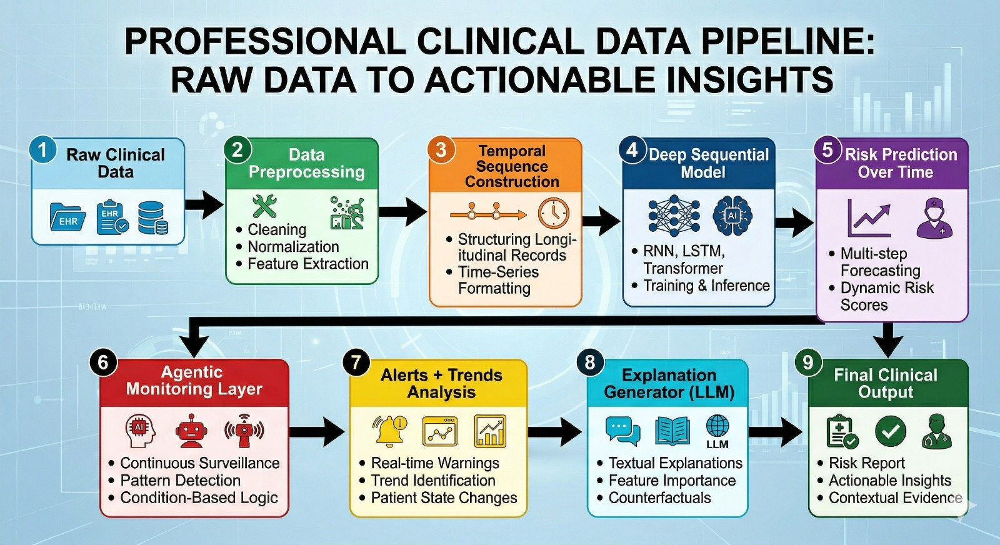 PROFESSIONAL CLINICAL DATA PIPELINE:
RAW DATA TO ACTIONABLE INSIGHTS
1
Raw Clinical
Data
EHR
EHR
2
Data
Preprocessing
• Cleaning
• Normalization
• Feature Extraction
3
Temporal
Sequence
Construction
• Structuring Longi-
itudinal Records
• Time-Series
Formatting
4
Deep Sequential
Model
AI
• RNN, LSTM,
Transformer
• Training & Inference
5
Risk Prediction
Over Time
• Multi-step
Forecasting
• Dynamic Risk
Scores
6
Agentic
Monitoring Layer
AI
• Continuous Surveillance
• Pattern Detection
• Condition-Based Logic
7
Alerts + Trends
Analysis
• Real-time Warnings
• Trend Identification
• Patient State Changes
8
Explanation
Generator (LLM)
LLM
• Textual Explanations
• Feature Importance
• Counterfactuals
9
Final Clinical
Output
• Risk Report
• Actionable Insights
• Contextual Evidence